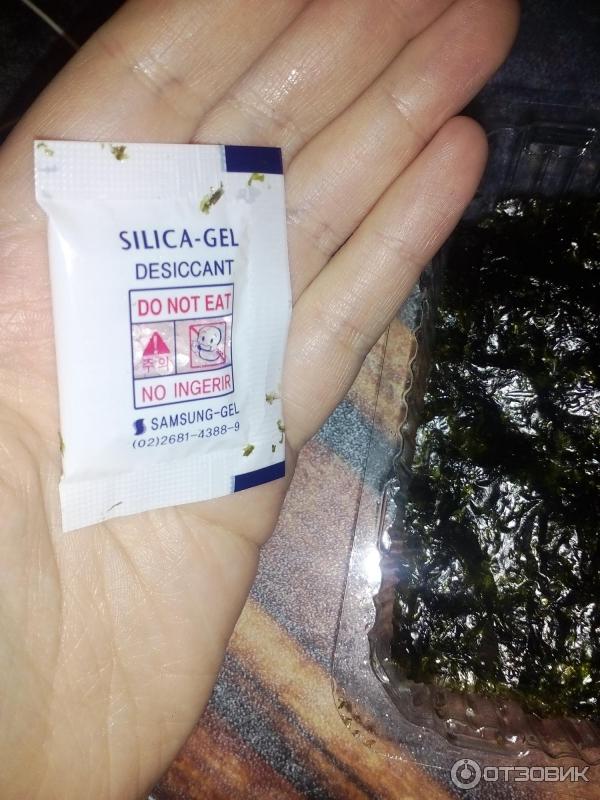 SILICA-GEL
DESICCANT
DO NOT EAT
주의
NO INGERIR
SAMSUNG-GEL
(02)2681-4388-9
ОТЗОВИК